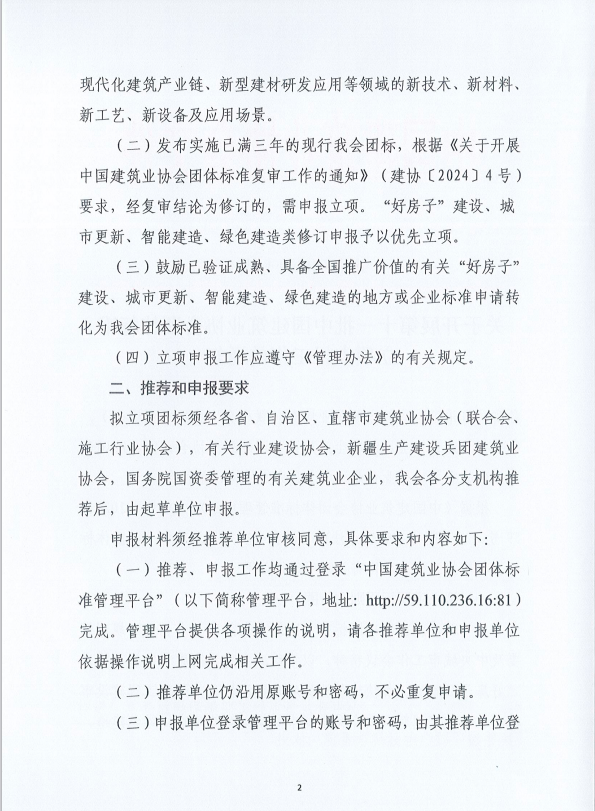 现代化建筑产业链、新型建材研发应用等领域的新技术、新材料、
新工艺、新设备及应用场景。
（二）发布实施已满三年的现行我会团标，根据《关于开展
中国建筑业协会团体标准复审工作的通知》（建协〔2024〕4号）
要求，经复审结论为修订的，需申报立项。“好房子”建设、城
市更新、智能建造、绿色建造类修订申报予以优先立项。
（三）鼓励已验证成熟、具备全国推广价值的有关“好房子”
建设、城市更新、智能建造、绿色建造的地方或企业标准申请转
化为我会团体标准。
（四）立项申报工作应遵守《管理办法》的有关规定。
二、推荐和申报要求
拟立项团标须经各省、自治区、直辖市建筑业协会（联合会、
施工行业协会），有关行业建设协会，新疆生产建设兵团建筑业
协会，国务院国资委管理的有关建筑业企业，我会各分支机构推
荐后，由起草单位申报。
申报材料须经推荐单位审核同意，具体要求和内容如下：
（一）推荐、申报工作均通过登录“中国建筑业协会团体标
准管理平台”（以下简称管理平台，地址：http://59.110.236.16:81）
完成。管理平台提供各项操作的说明，请各推荐单位和申报单位
依据操作说明上网完成相关工作。
（二）推荐单位仍沿用原账号和密码，不必重复申请。
（三）申报单位登录管理平台的账号和密码，由其推荐单位登
2